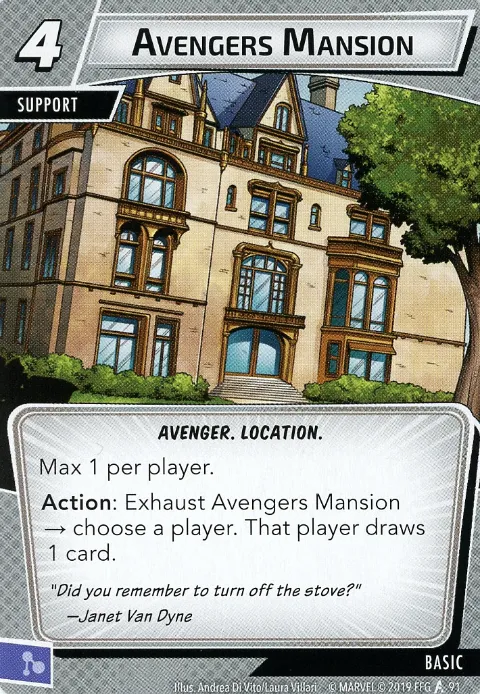 4
AVENGERS MANSION
SUPPORT
AVENGER. LOCATION.
Max 1 per player.
Action: Exhaust Avengers Mansion
→ choose a player. That player draws
1 card.
"Did you remember to turn off the stove?"
—Janet Van Dyne
BASIC
Illus. Andrea Di Vito/Laura Villari © MARVEL © 2019 FFG 91